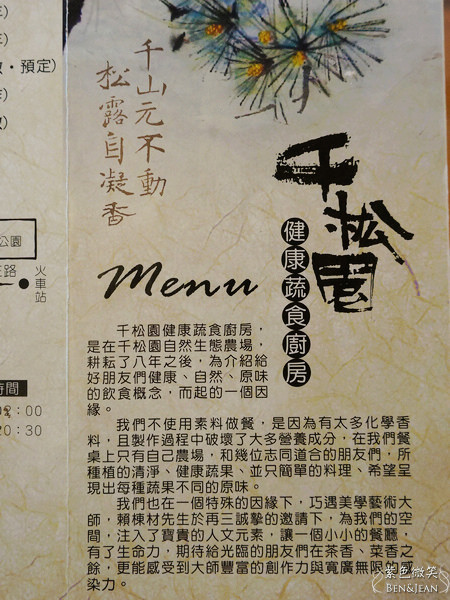 千山元不動
松露自凝香
千松園
健康蔬食廚房
Menu
千松園健康蔬食廚房，
是在千松園自然生態農場，
耕耘了八年之後，為介紹給
好朋友們健康、自然、原味
的飲食概念，而起的一個因
緣。
我們不使用素料做餐，是因為有太多化學香
料，且製作過程中破壞了大多營養成分，在我們餐
桌上只有自己農場，和幾位志同道合的朋友們，所
種植的清淨、健康蔬果、並只簡單的料理、希望呈
現出每種蔬果不同的原味。
我們也在一個特殊的因緣下，巧遇美學藝術大
師，賴棟材先生於再三誠摯的邀請下，為我們的空
間，注入了寶貴的人文元素，讓一個小小的餐廳，
有了生命力，期待給光臨的朋友們在茶香、菜香之
餘，更能感受到大師豐富的創作力與寬廣無限的感
染力。
・預定)
公園
路
火車站
時間
:00
20:30
紫色微笑
BEN&JEAN